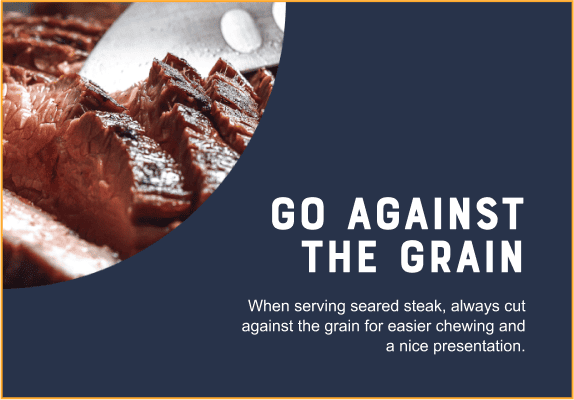 GO AGAINST
THE GRAIN
When serving seared steak, always cut
against the grain for easier chewing and
a nice presentation.